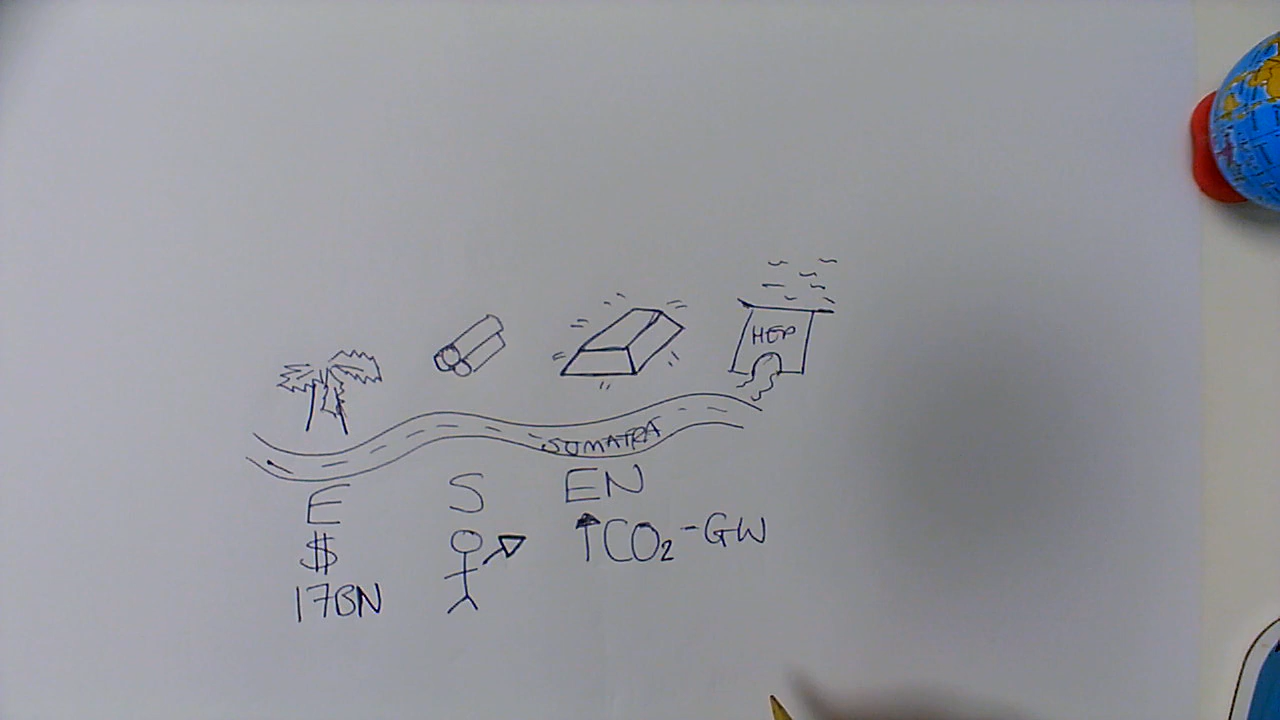 HEP
SUMATRA
E S EN
$ ↑CO₂-GW
17BN